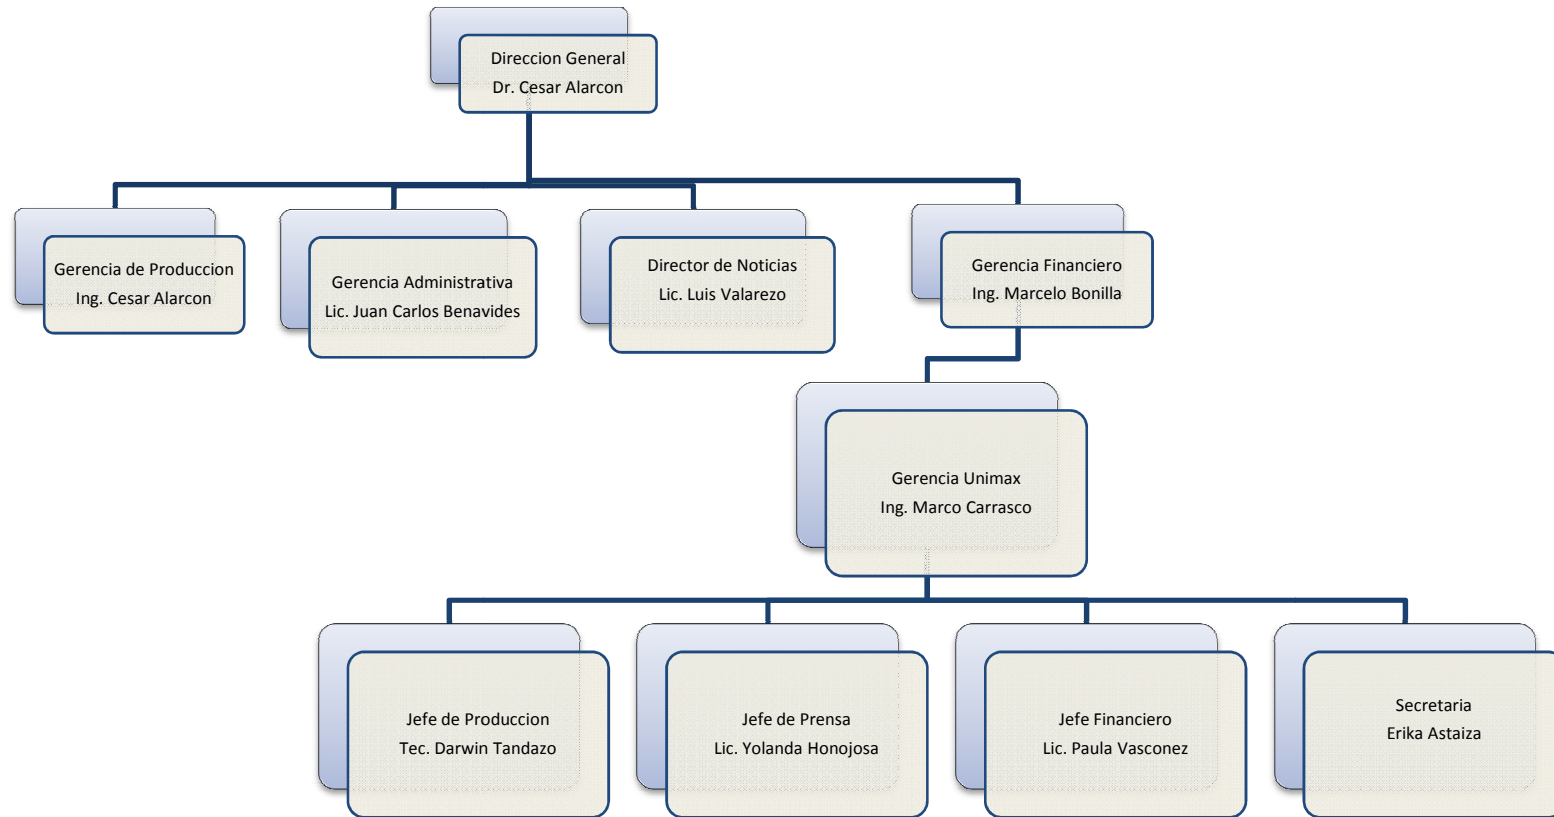 Direccion General
Dr. Cesar Alarcon
Gerencia de Produccion
Ing. Cesar Alarcon
Gerencia Administrativa
Lic. Juan Carlos Benavides
Director de Noticias
Lic. Luis Valarezo
Gerencia Financiero
Ing. Marcelo Bonilla
Gerencia Unimax
Ing. Marco Carrasco
Jefe de Produccion
Tec. Darwin Tandazo
Jefe de Prensa
Lic. Yolanda Honojosa
Jefe Financiero
Lic. Paula Vasconez
Secretaria
Erika Astaiza